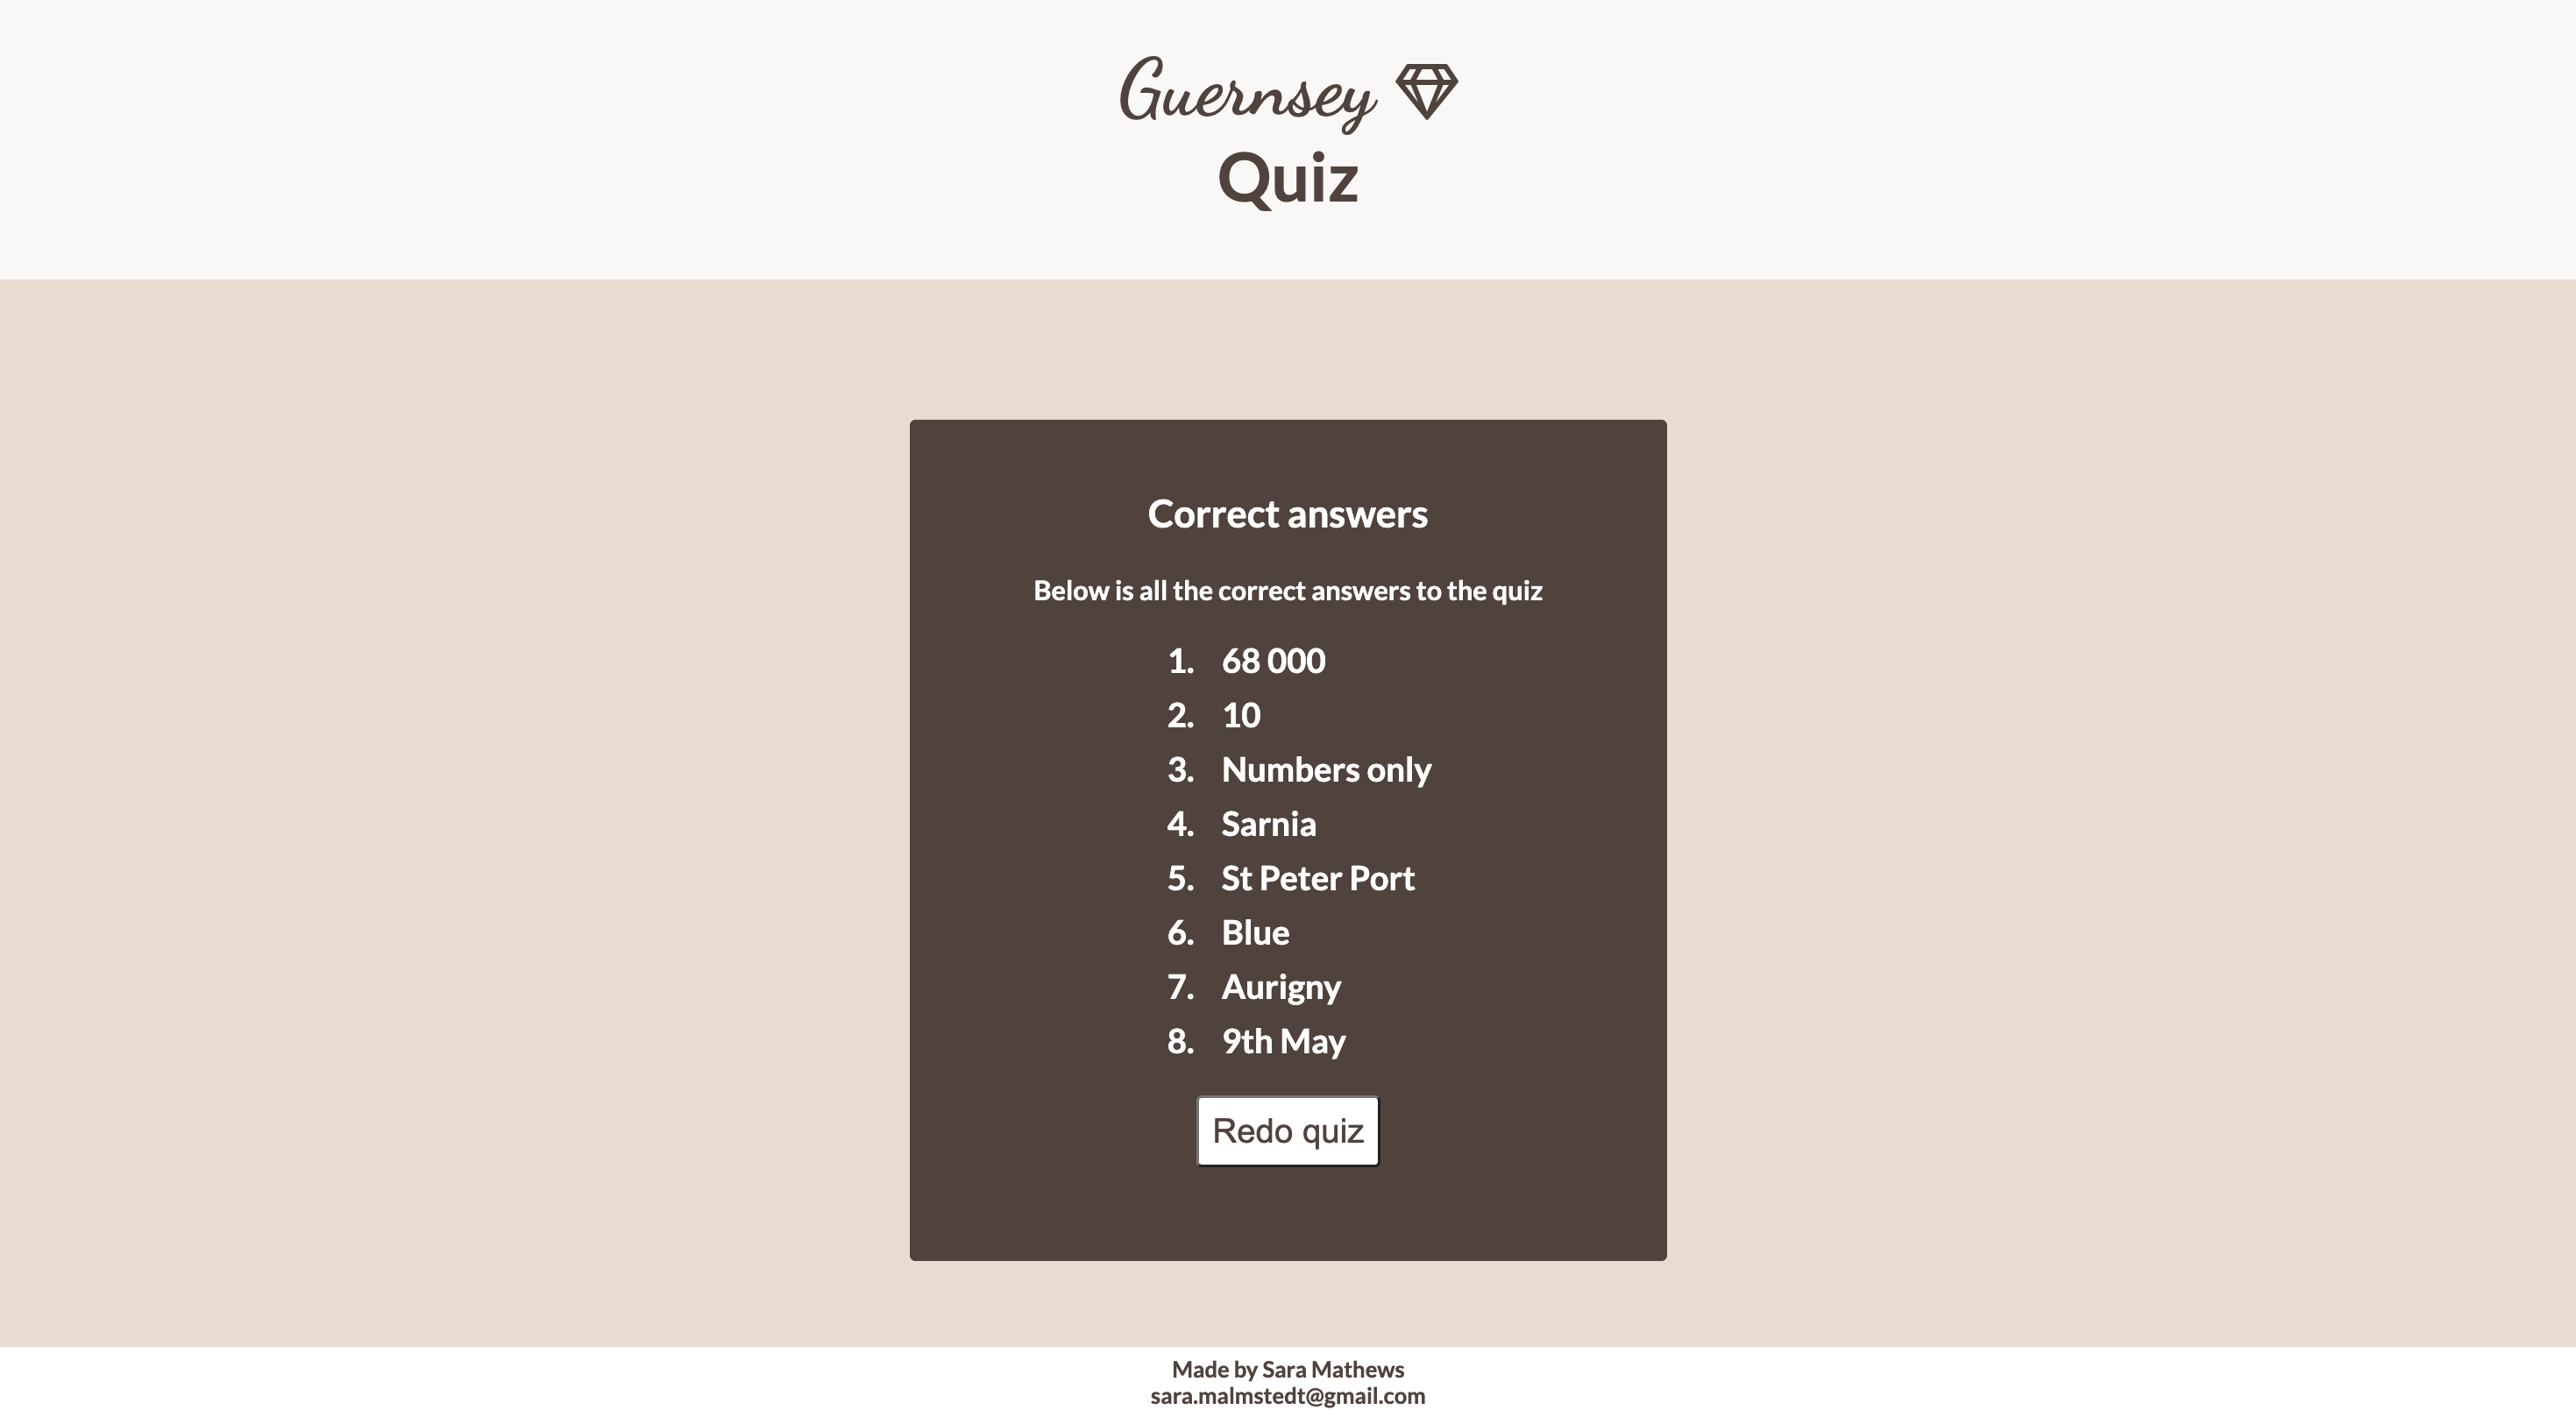 Guernsey
Quiz
Correct answers
Below is all the correct answers to the quiz
1. 68 000
2. 10
3. Numbers only
4. Sarnia
5. St Peter Port
6. Blue
7. Aurigny
8. 9th May
Redo quiz
Made by Sara Mathews
sara.malmstedt@gmail.com